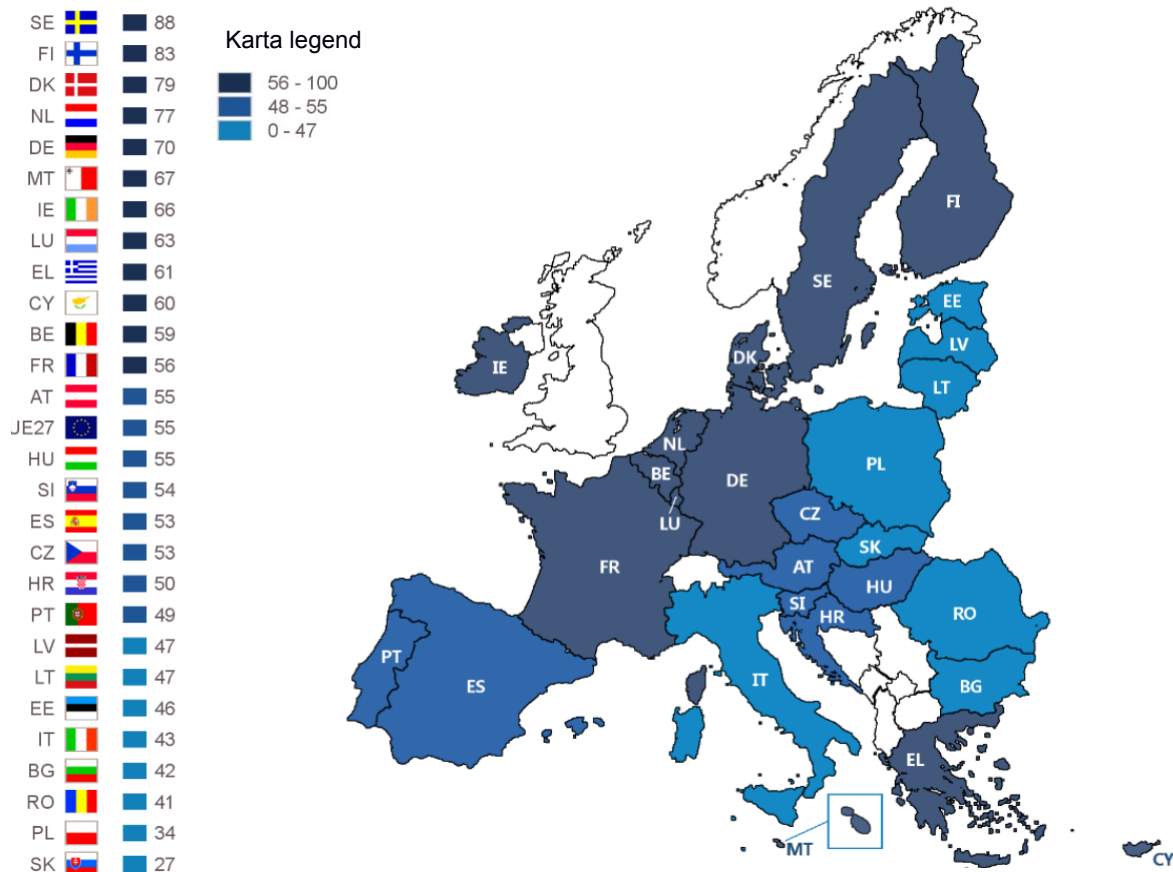 SE 88
FI 83
DK 79
NL 77
DE 70
MT 67
IE 66
LU 63
EL 61
CY 60
BE 59
FR 56
AT 55
JE27 55
HU 55
SI 54
ES 53
CZ 53
HR 50
PT 49
LV 47
LT 47
EE 46
IT 43
BG 42
RO 41
PL 34
SK 27
Karta legend
56 - 100
48 - 55
0 - 47
FI
SE
EE
LV
DK
IE
LT
NL
PL
BE
DE
CZ
LU
SK
FR
AT
HU
SI
HR
RO
PT
ES
IT
BG
EL
MT
CY